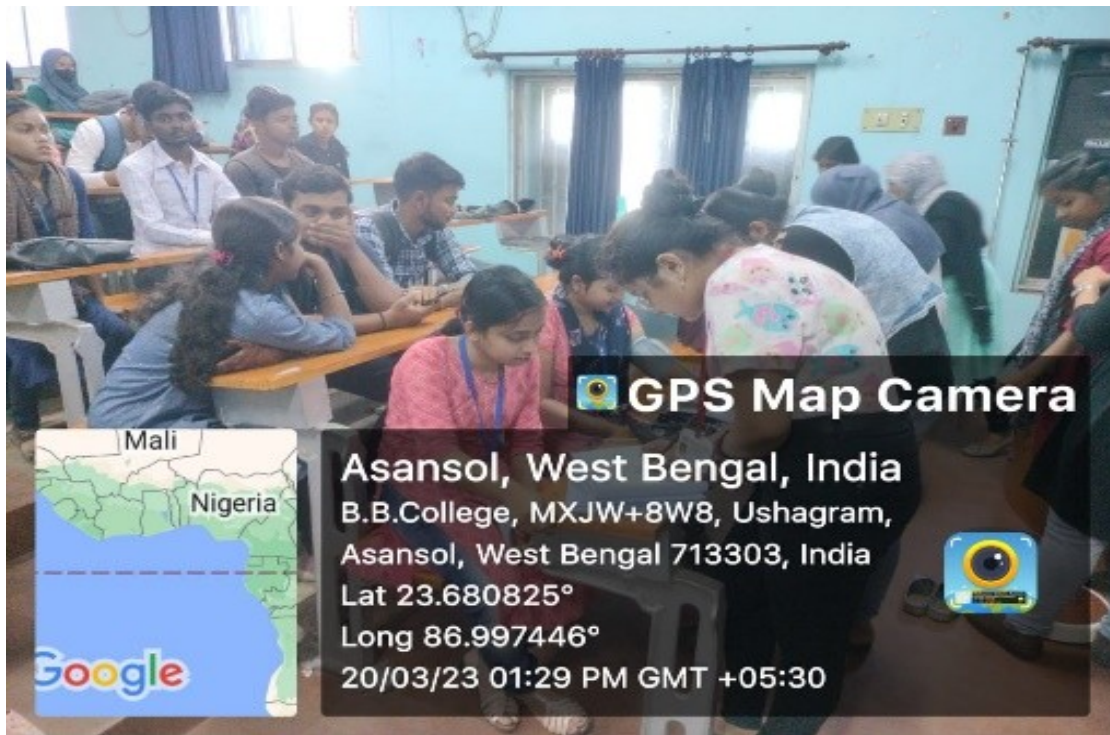 GPS Map Camera
Mali
Nigeria
Google
Asansol, West Bengal, India
B.B.College, MXJW+8W8, Ushagram,
Asansol, West Bengal 713303, India
Lat 23.680825°
Long 86.997446°
20/03/23 01:29 PM GMT +05:30